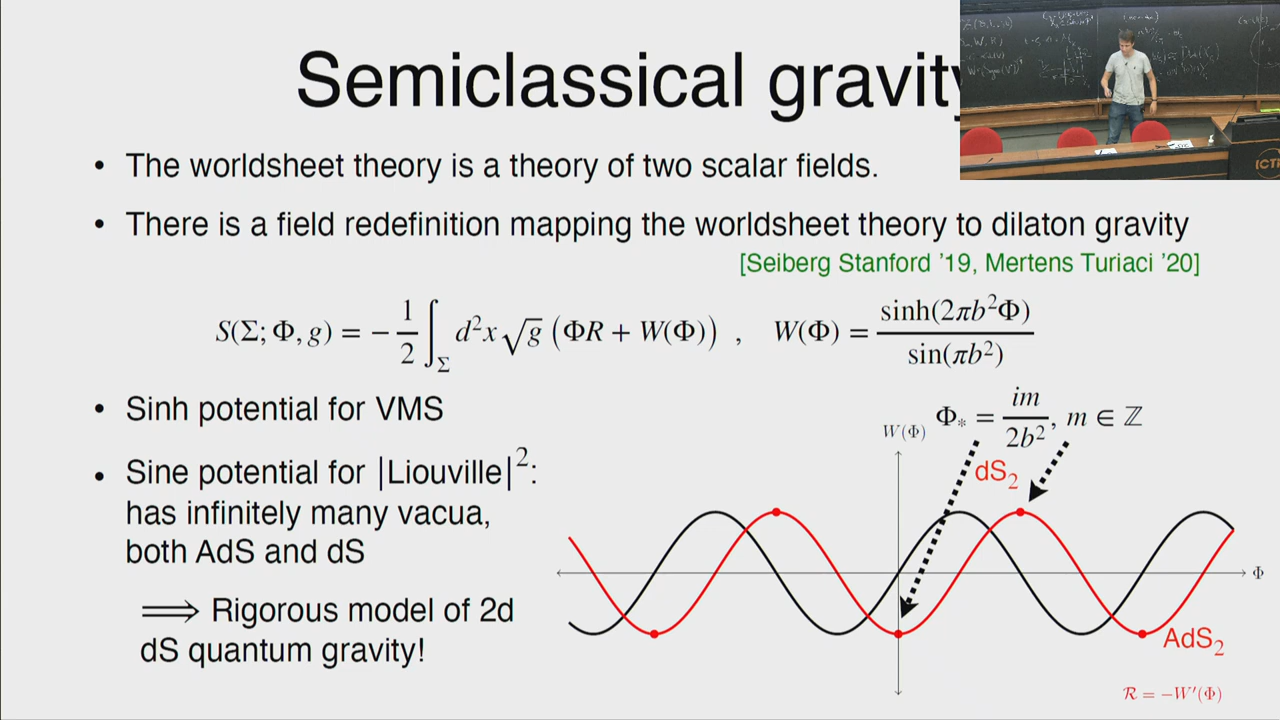 Semiclassical gravity
• The worldsheet theory is a theory of two scalar fields.
• There is a field redefinition mapping the worldsheet theory to dilaton gravity
[Seiberg Stanford '19, Mertens Turiaci '20]
S(Σ; Φ, g) = −1/2 ∫_Σ d²x √g (ΦR + W(Φ)) , W(Φ) = sinh(2πb²Φ) / sin(πb²)
• Sinh potential for VMS
Φ_* = im/2b², m ∈ ℤ
W(Φ)
• Sine potential for |Liouville|²:
has infinitely many vacua,
both AdS and dS
dS₂
Φ
⟹ Rigorous model of 2d
dS quantum gravity!
AdS₂
ℛ = −W′(Φ)